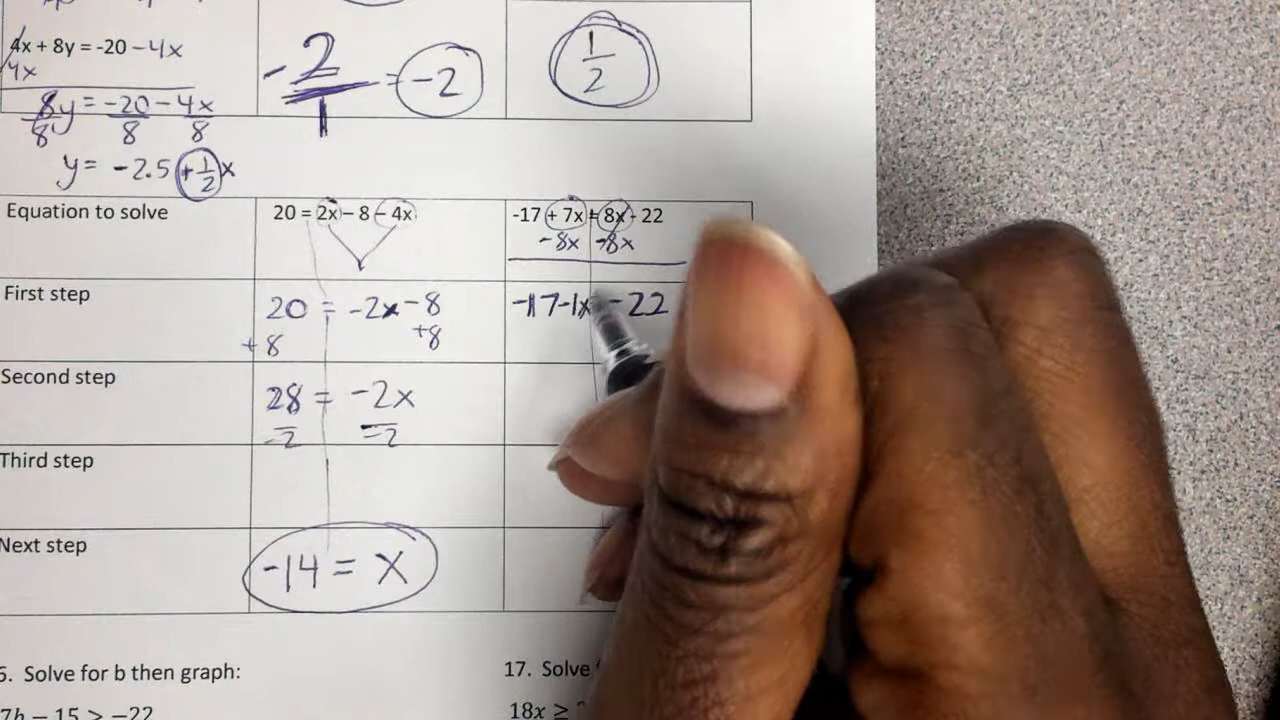 4x + 8y = -20 - 4x
4x
8y = -20 - 4x
8 8 8
y = -2.5 + 1/2 x
-2/1 = -2
1/2
Equation to solve
20 = 2x – 8 – 4x
-17 + 7x = 8x - 22
-8x -8x
First step
20 = -2x - 8
+8 +8
-17 - 1x = -22
Second step
28 = -2x
-2 -2
Third step
Next step
-14 = x
6. Solve for b then graph:
17. Solve
7b – 15 > –22
18x ≥